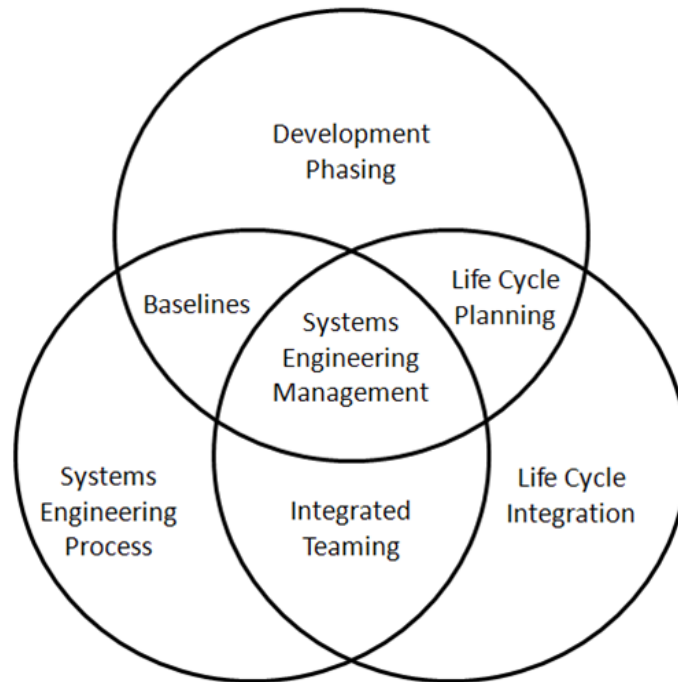 Development
Phasing
Baselines
Life Cycle
Planning
Systems
Engineering
Management
Systems
Engineering
Process
Integrated
Teaming
Life Cycle
Integration